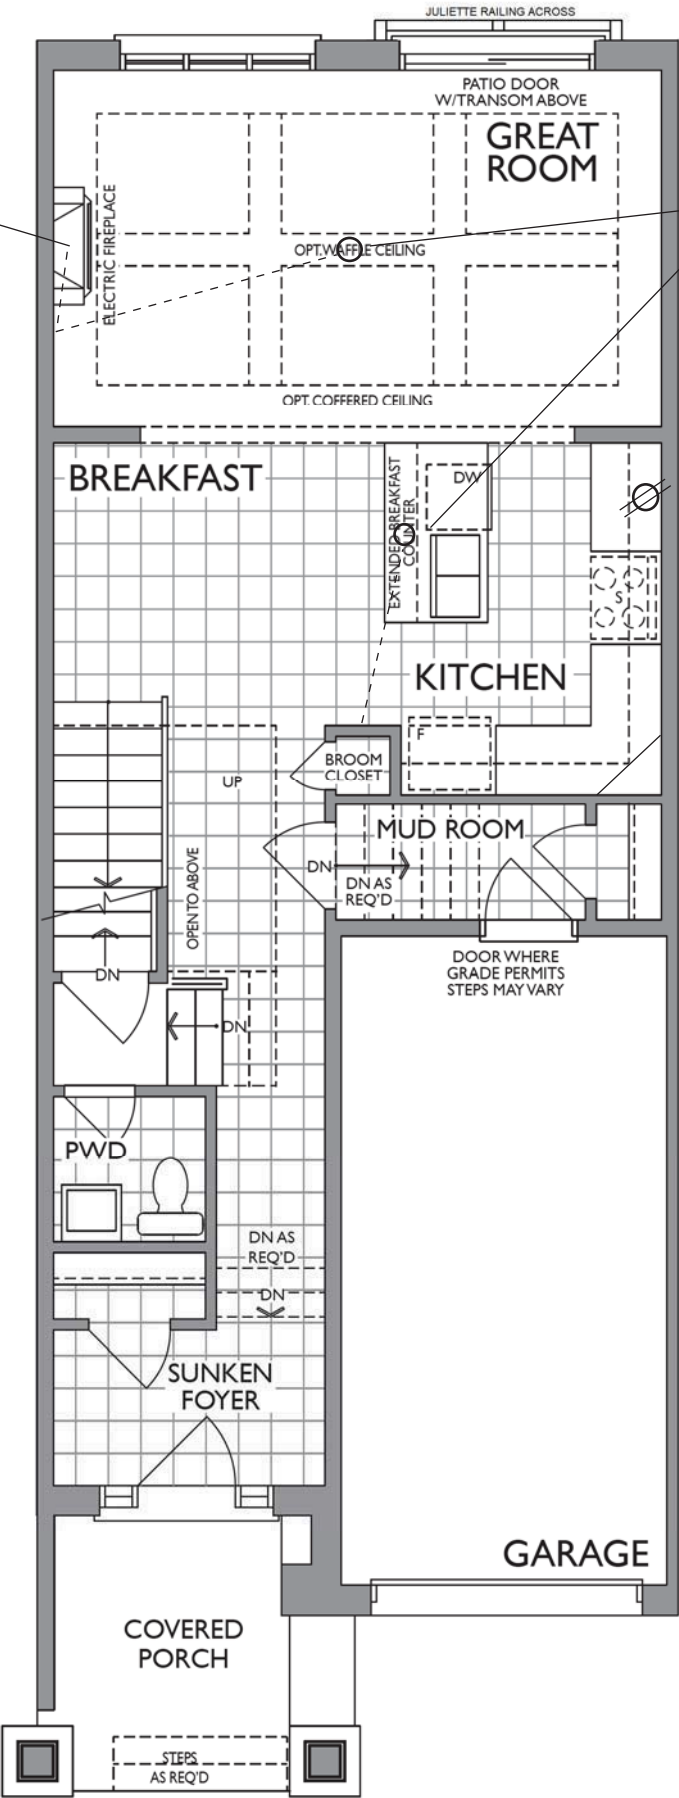 JULIETTE RAILING ACROSS
PATIO DOOR
W/TRANSOM ABOVE
GREAT
ROOM
ELECTRIC FIREPLACE
OPT.WAFFLE CEILING
OPT. COFFERED CEILING
BREAKFAST
EXTENDED BREAKFAST
COUNTER
DW
S
KITCHEN
F
BROOM
CLOSET
UP
MUD ROOM
DN
DN AS
REQ'D
OPEN TO ABOVE
DOOR WHERE
GRADE PERMITS
STEPS MAY VARY
DN
DN
PWD
DN AS
REQ'D
DN
SUNKEN
FOYER
GARAGE
COVERED
PORCH
STEPS
AS REQ'D